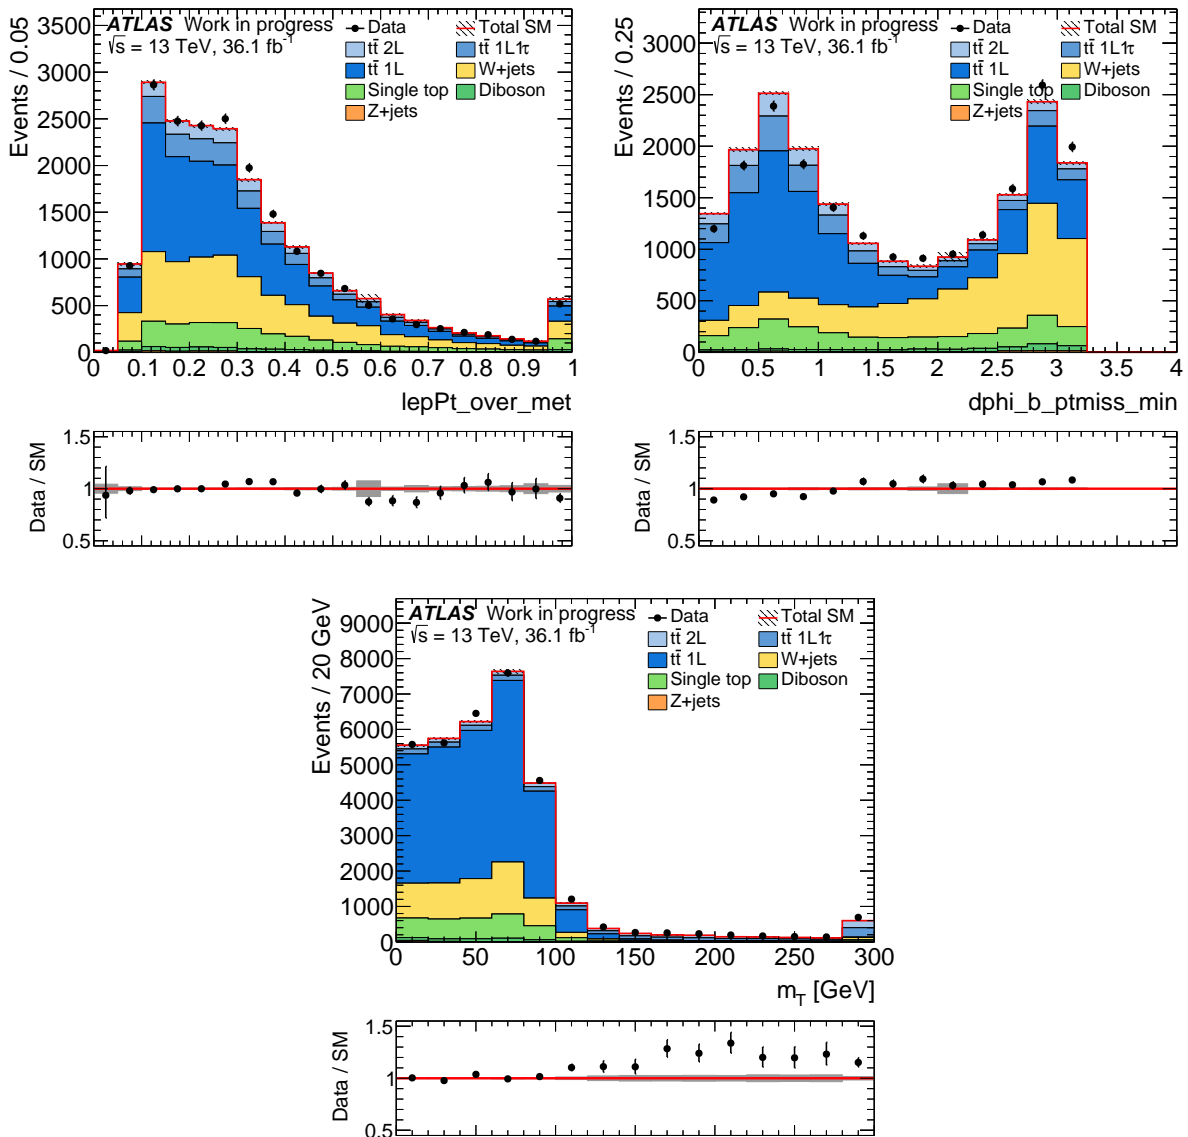 ATLAS Work in progress
√s = 13 TeV, 36.1 fb⁻¹
Data
Total SM
tt̄ 2L
tt̄ 1L1τ
tt̄ 1L
W+jets
Single top
Diboson
Z+jets
Events / 0.05
3500
3000
2500
2000
1500
1000
500
0
0 0.1 0.2 0.3 0.4 0.5 0.6 0.7 0.8 0.9 1
lepPt_over_met
Data / SM
1.5
1
0.5
ATLAS Work in progress
√s = 13 TeV, 36.1 fb⁻¹
Data
Total SM
tt̄ 2L
tt̄ 1L1τ
tt̄ 1L
W+jets
Single top
Diboson
Z+jets
Events / 0.25
3000
2500
2000
1500
1000
500
0
0 0.5 1 1.5 2 2.5 3 3.5 4
dphi_b_ptmiss_min
Data / SM
1.5
1
0.5
ATLAS Work in progress
√s = 13 TeV, 36.1 fb⁻¹
Data
Total SM
tt̄ 2L
tt̄ 1L1τ
tt̄ 1L
W+jets
Single top
Diboson
Z+jets
Events / 20 GeV
9000
8000
7000
6000
5000
4000
3000
2000
1000
0
0 50 100 150 200 250 300
m_T [GeV]
Data / SM
1.5
1
0.5